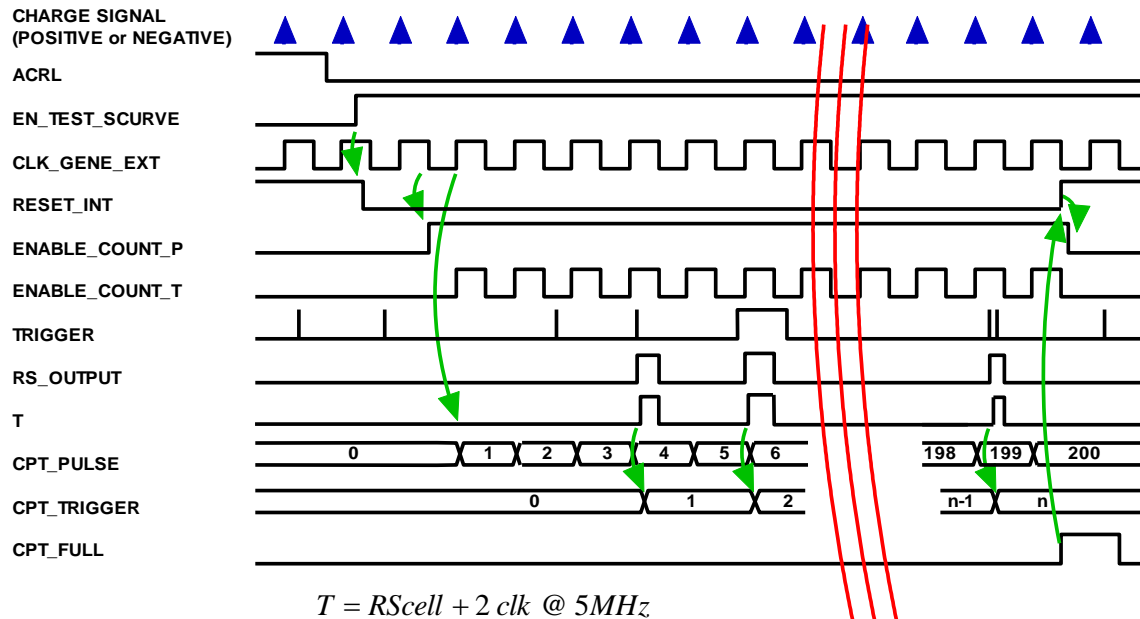 CHARGE SIGNAL
(POSITIVE or NEGATIVE)
ACRL
EN_TEST_SCURVE
CLK_GENE_EXT
RESET_INT
ENABLE_COUNT_P
ENABLE_COUNT_T
TRIGGER
RS_OUTPUT
T
CPT_PULSE 0 1 2 3 4 5 6 198 199 200
CPT_TRIGGER 0 1 2 n-1 n
CPT_FULL
T = RScell + 2 clk @ 5MHz